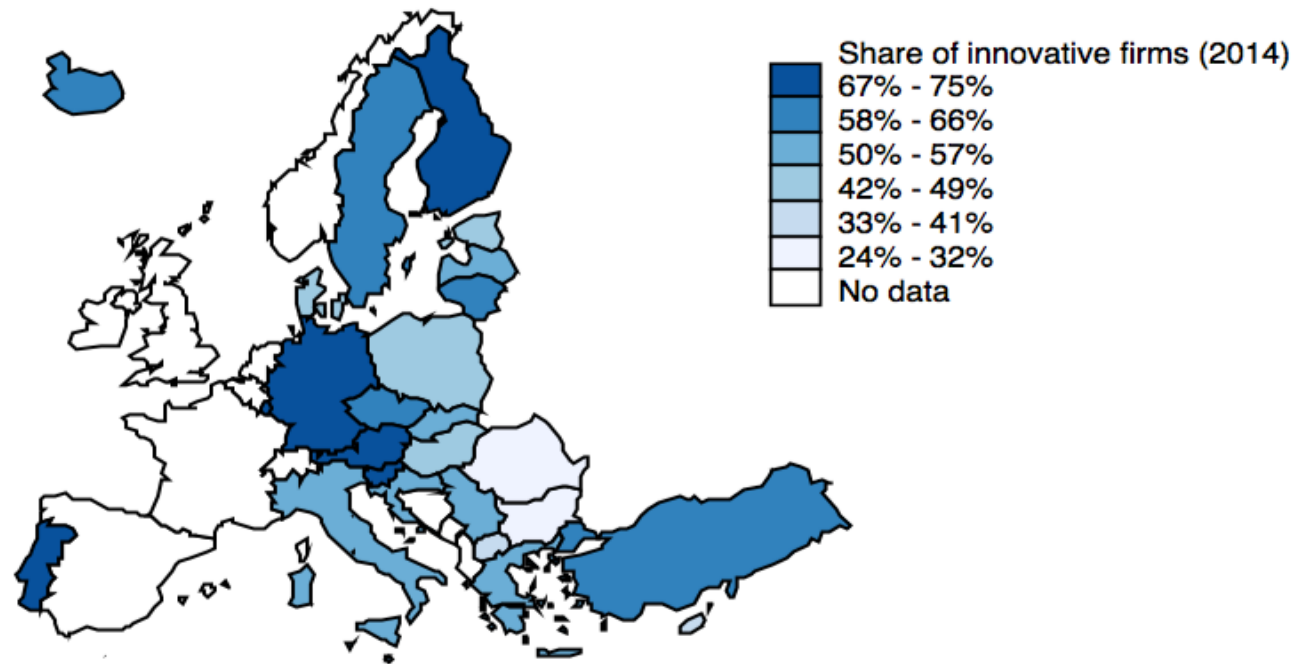 Share of innovative firms (2014)
67% - 75%
58% - 66%
50% - 57%
42% - 49%
33% - 41%
24% - 32%
No data